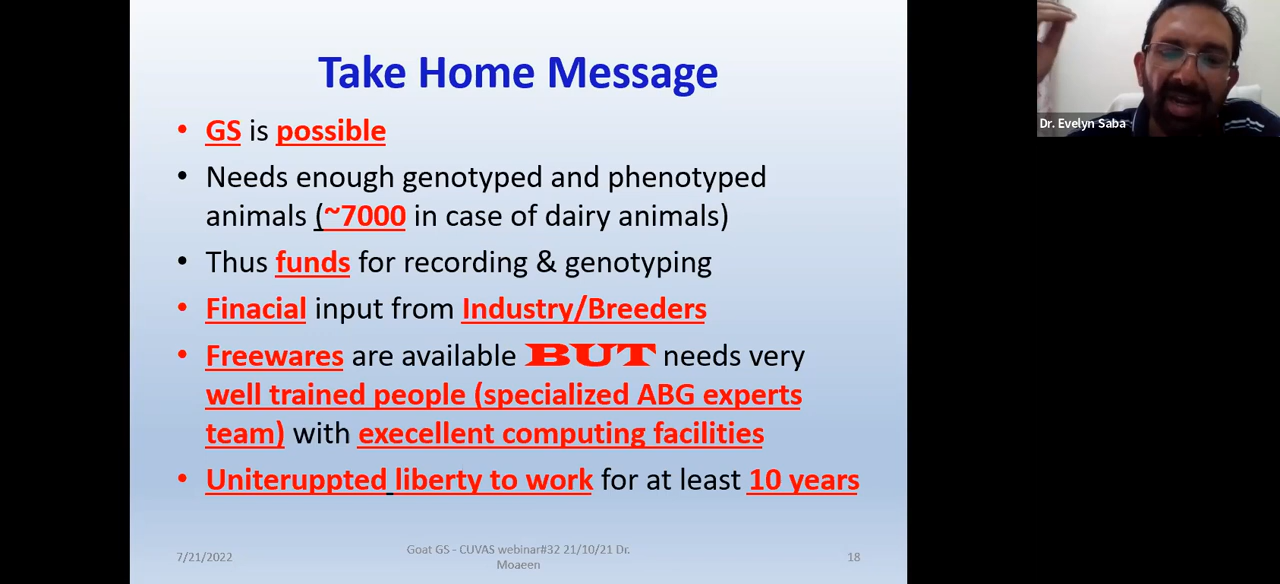 Take Home Message
• GS is possible
• Needs enough genotyped and phenotyped
animals (~7000 in case of dairy animals)
• Thus funds for recording & genotyping
• Finacial input from Industry/Breeders
• Freewares are available BUT needs very
well trained people (specialized ABG experts
team) with execellent computing facilities
• Uniteruppted liberty to work for at least 10 years
7/21/2022
Goat GS - CUVAS webinar#32 21/10/21 Dr.
Moaeen
18
Dr. Evelyn Saba